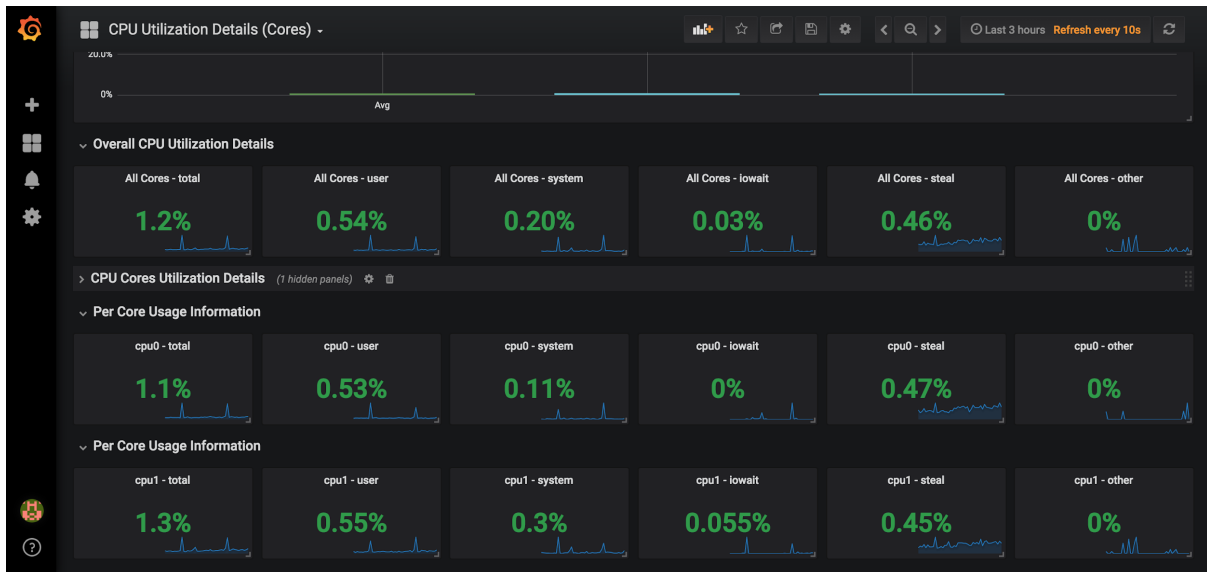 CPU Utilization Details (Cores)
Last 3 hours Refresh every 10s
20.0%
0%
Avg
Overall CPU Utilization Details
All Cores - total All Cores - user All Cores - system All Cores - iowait All Cores - steal All Cores - other
1.2% 0.54% 0.20% 0.03% 0.46% 0%
CPU Cores Utilization Details (1 hidden panels)
Per Core Usage Information
cpu0 - total cpu0 - user cpu0 - system cpu0 - iowait cpu0 - steal cpu0 - other
1.1% 0.53% 0.11% 0% 0.47% 0%
Per Core Usage Information
cpu1 - total cpu1 - user cpu1 - system cpu1 - iowait cpu1 - steal cpu1 - other
1.3% 0.55% 0.3% 0.055% 0.45% 0%